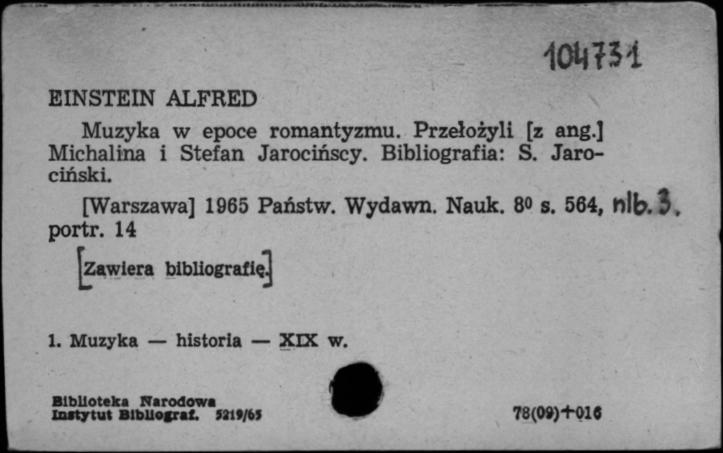 104731
EINSTEIN ALFRED
Muzyka w epoce romantyzmu. Przełożyli [z ang.]
Michalina i Stefan Jarocińscy. Bibliografia: S. Jaro-
ciński.
[Warszawa] 1965 Państw. Wydawn. Nauk. 8⁰ s. 564, nlb. 3.
portr. 14
[Zawiera bibliografię.]
1. Muzyka — historia — XIX w.
Biblioteka Narodowa
Instytut Bibliograf. 5219/65
78(09)+016